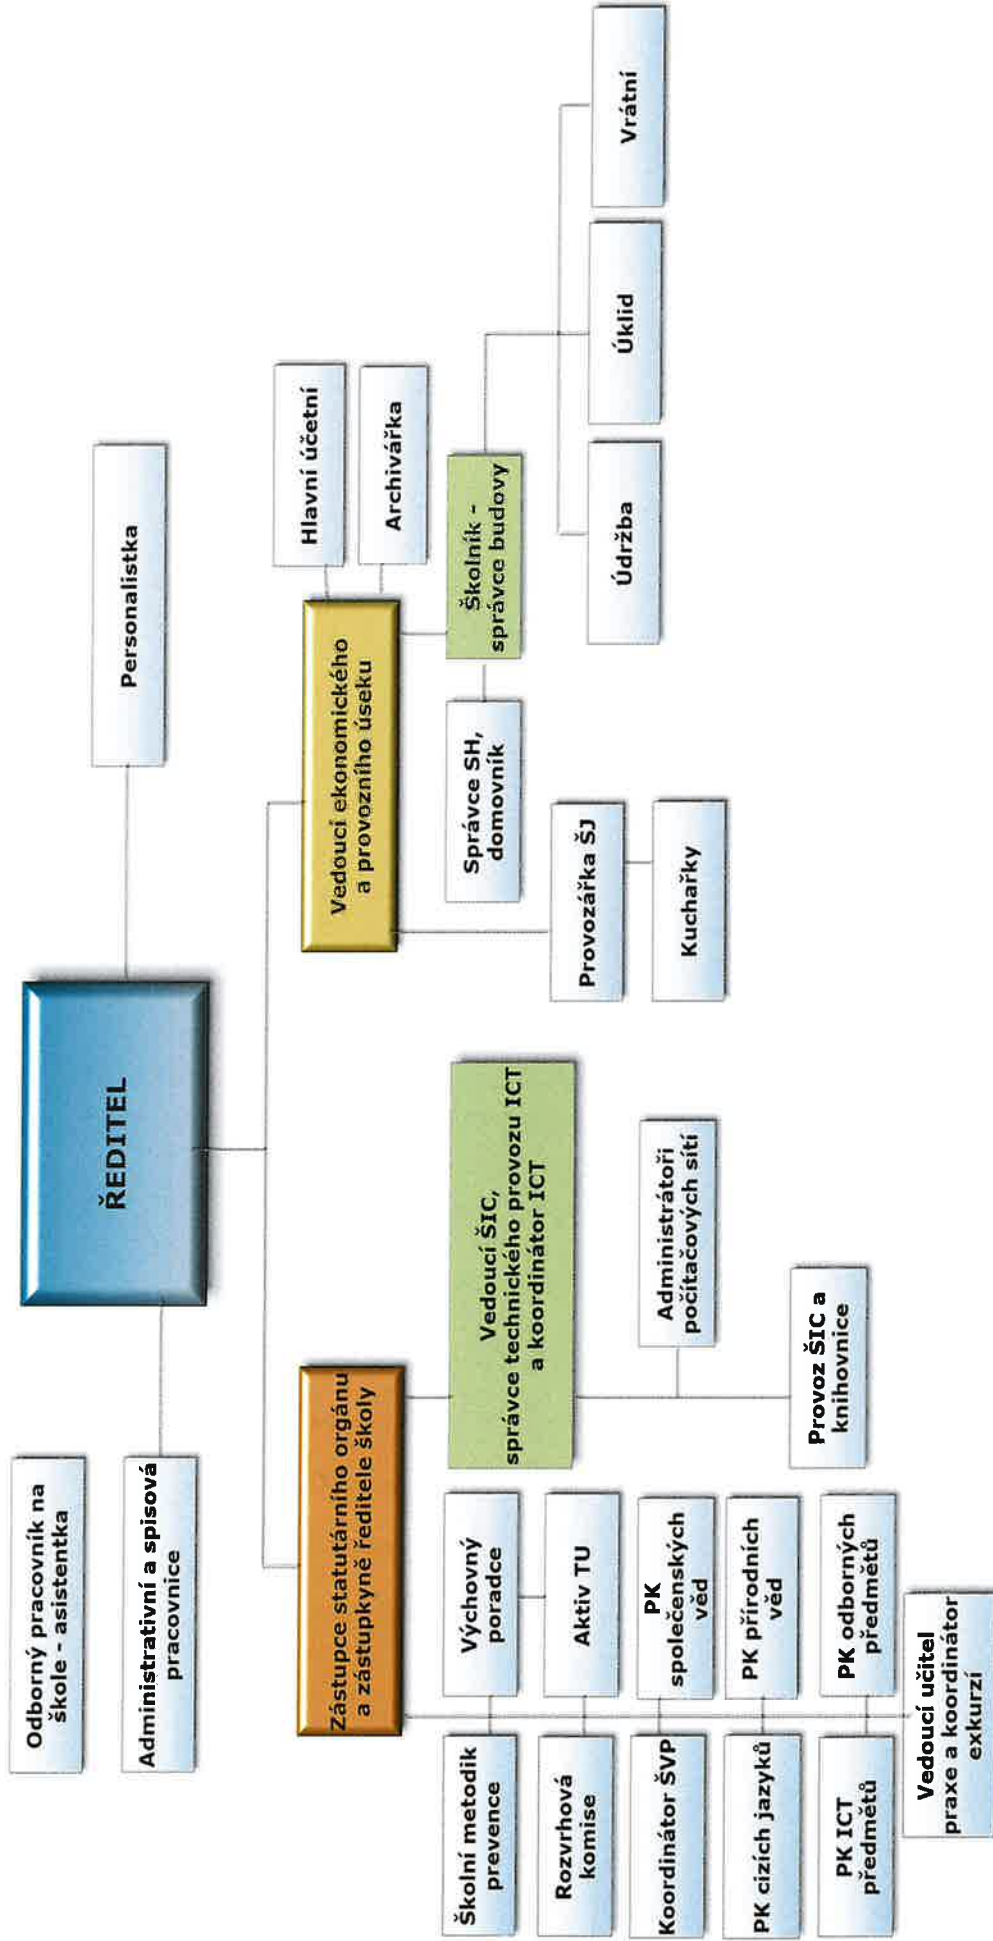 Odborný pracovník na
škole - asistentka
Administrativní a spisová
pracovnice
ŘEDITEL
Personalistka
Zástupce statutárního orgánu
a zástupkyně ředitele školy
Vedoucí ekonomického
a provozního úseku
Hlavní účetní
Archivářka
Školní metodik
prevence
Výchovný
poradce
Rozvrhová
komise
Aktiv TU
Koordinátor ŠVP
PK
společenských
věd
PK cizích jazyků
PK přírodních
věd
PK ICT
předmětů
PK odborných
předmětů
Vedoucí učitel
praxe a koordinátor
exkurzí
Vedoucí ŠIC,
správce technického provozu ICT
a koordinátor ICT
Administrátoři
počítačových sítí
Provoz ŠIC a
knihovnice
Správce SH,
domovník
Školník -
správce budovy
Provozářka ŠJ
Kuchařky
Údržba
Úklid
Vrátní